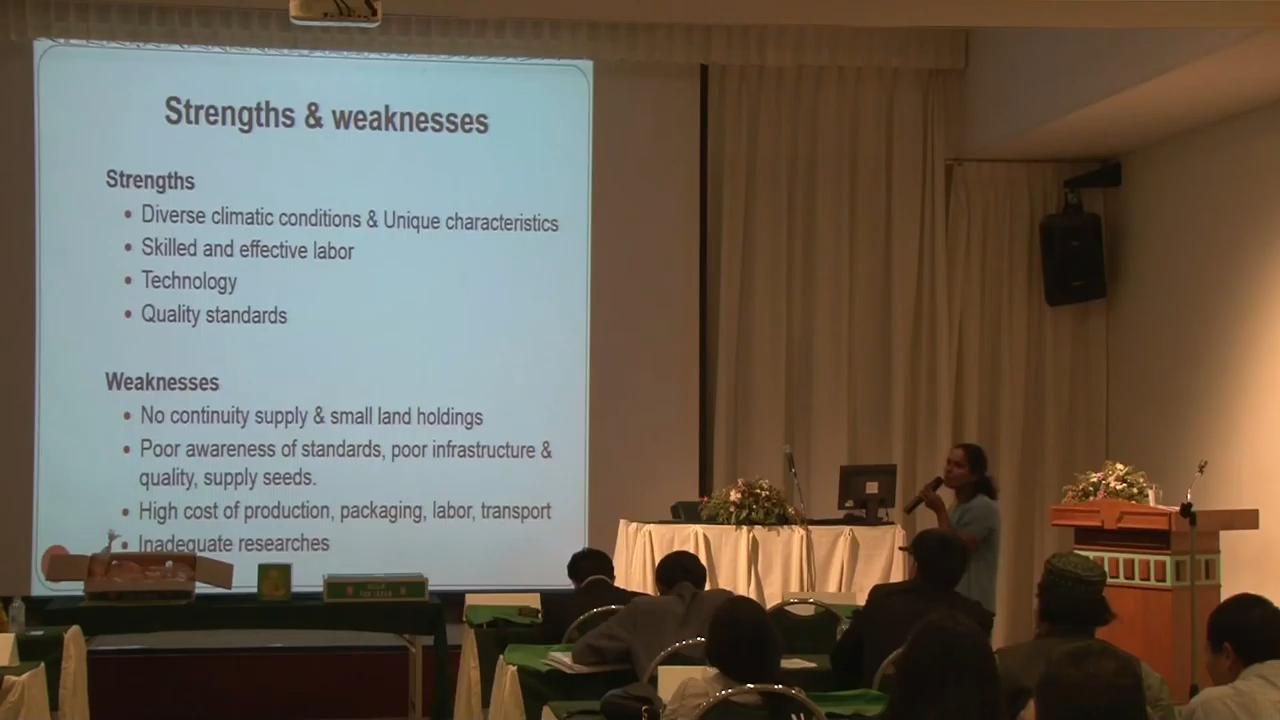 Strengths & weaknesses
Strengths
• Diverse climatic conditions & Unique characteristics
• Skilled and effective labor
• Technology
• Quality standards
Weaknesses
• No continuity supply & small land holdings
• Poor awareness of standards, poor infrastructure &
quality, supply seeds.
• High cost of production, packaging, labor, transport
• Inadequate researches